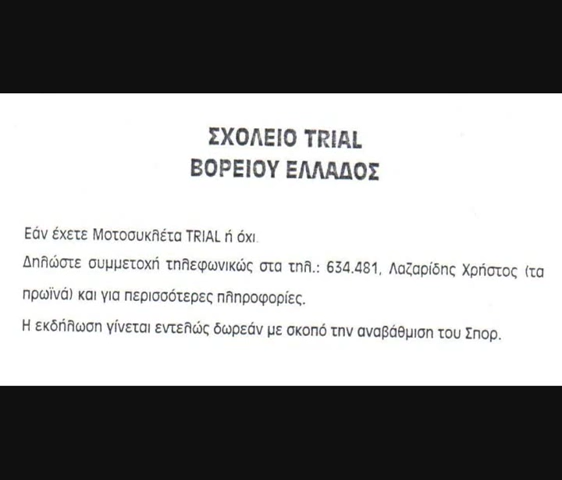 ΣΧΟΛΕΙΟ TRIAL
ΒΟΡΕΙΟΥ ΕΛΛΑΔΟΣ
Εάν έχετε Μοτοσυκλέτα TRIAL ή όχι.
Δηλώστε συμμετοχή τηλεφωνικώς στα τηλ.: 634.481, Λαζαρίδης Χρήστος (τα
πρωϊνά) και για περισσότερες πληροφορίες.
Η εκδήλωση γίνεται εντελώς δωρεάν με σκοπό την αναβάθμιση του Σπορ.